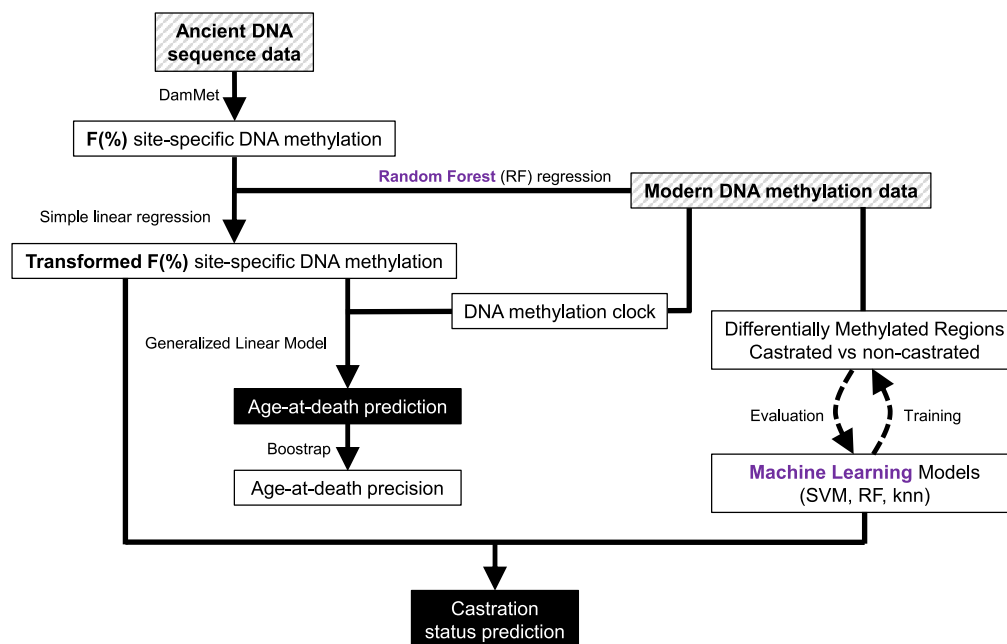 Ancient DNA
sequence data
DamMet
F(%) site-specific DNA methylation
Random Forest (RF) regression
Modern DNA methylation data
Simple linear regression
Transformed F(%) site-specific DNA methylation
DNA methylation clock
Differentially Methylated Regions
Castrated vs non-castrated
Generalized Linear Model
Age-at-death prediction
Evaluation
Training
Boostrap
Age-at-death precision
Machine Learning Models
(SVM, RF, knn)
Castration
status prediction